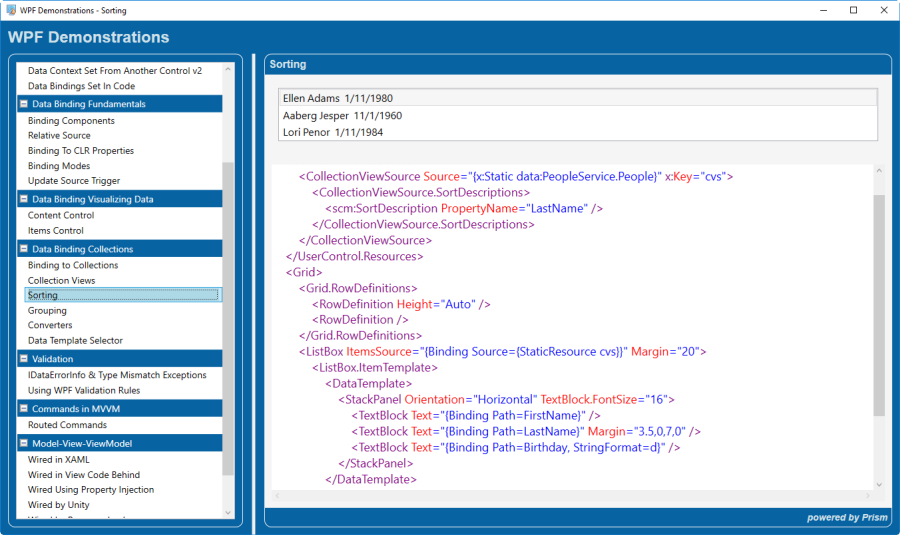 WPF Demonstrations - Sorting
WPF Demonstrations
Data Context Set From Another Control v2
Data Bindings Set In Code
Data Binding Fundamentals
Binding Components
Relative Source
Binding To CLR Properties
Binding Modes
Update Source Trigger
Data Binding Visualizing Data
Content Control
Items Control
Data Binding Collections
Binding to Collections
Collection Views
Sorting
Grouping
Converters
Data Template Selector
Validation
IDataErrorInfo & Type Mismatch Exceptions
Using WPF Validation Rules
Commands in MVVM
Routed Commands
Model-View-ViewModel
Wired in XAML
Wired in View Code Behind
Wired Using Property Injection
Wired by Unity
Sorting
Ellen Adams 1/11/1980
Aaberg Jesper 11/1/1960
Lori Penor 1/11/1984
<CollectionViewSource Source="{x:Static data:PeopleService.People}" x:Key="cvs">
<CollectionViewSource.SortDescriptions>
<scm:SortDescription PropertyName="LastName" />
</CollectionViewSource.SortDescriptions>
</CollectionViewSource>
</UserControl.Resources>
<Grid>
<Grid.RowDefinitions>
<RowDefinition Height="Auto" />
<RowDefinition />
</Grid.RowDefinitions>
<ListBox ItemsSource="{Binding Source={StaticResource cvs}}" Margin="20">
<ListBox.ItemTemplate>
<DataTemplate>
<StackPanel Orientation="Horizontal" TextBlock.FontSize="16">
<TextBlock Text="{Binding Path=FirstName}" />
<TextBlock Text="{Binding Path=LastName}" Margin="3.5,0,7,0" />
<TextBlock Text="{Binding Path=Birthday, StringFormat=d}" />
</StackPanel>
</DataTemplate>
powered by Prism